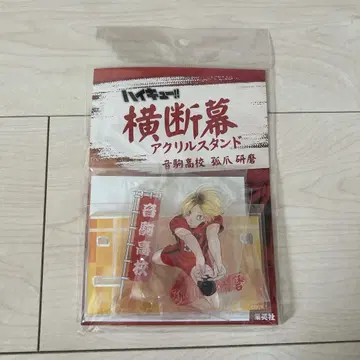 ハイキュー!!
横断幕
アクリルスタンド
音駒高校 孤爪 研磨
音駒高校
集英社